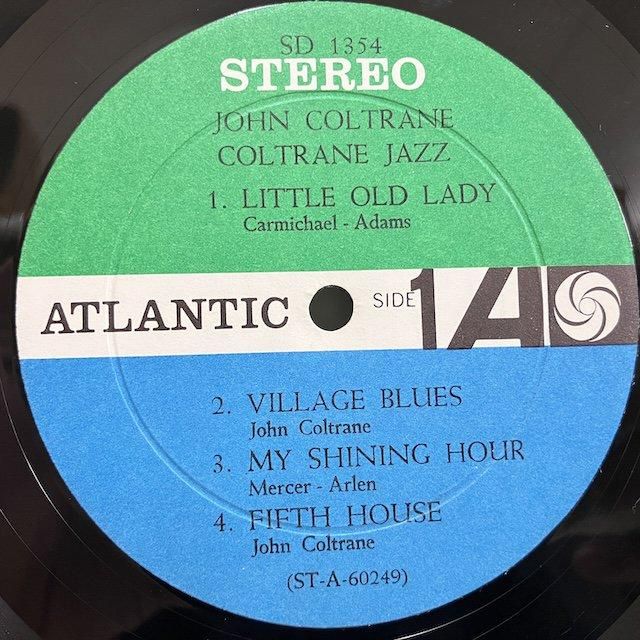 SD 1354
STEREO
JOHN COLTRANE
COLTRANE JAZZ
1. LITTLE OLD LADY
Carmichael - Adams
ATLANTIC SIDE 1 A
2. VILLAGE BLUES
John Coltrane
3. MY SHINING HOUR
Mercer - Arlen
4. FIFTH HOUSE
John Coltrane
(ST-A-60249)